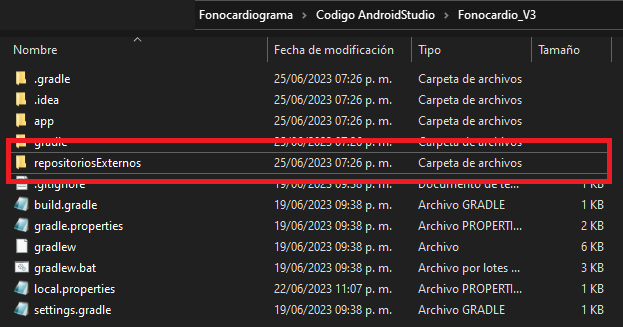 Fonocardiograma > Codigo AndroidStudio > Fonocardio_V3
Nombre Fecha de modificación Tipo Tamaño
.gradle 25/06/2023 07:26 p. m. Carpeta de archivos
.idea 25/06/2023 07:26 p. m. Carpeta de archivos
app 25/06/2023 07:26 p. m. Carpeta de archivos
gradle 25/06/2023 07:26 p. m. Carpeta de archivos
repositoriosExternos 25/06/2023 07:26 p. m. Carpeta de archivos
.gitignore 19/06/2023 09:38 p. m. Documento de te... 1 KB
build.gradle 19/06/2023 09:38 p. m. Archivo GRADLE 1 KB
gradle.properties 19/06/2023 09:38 p. m. Archivo PROPERTI... 2 KB
gradlew 19/06/2023 09:38 p. m. Archivo 6 KB
gradlew.bat 19/06/2023 09:38 p. m. Archivo por lotes ... 3 KB
local.properties 22/06/2023 11:07 p. m. Archivo PROPERTI... 1 KB
settings.gradle 19/06/2023 09:38 p. m. Archivo GRADLE 1 KB